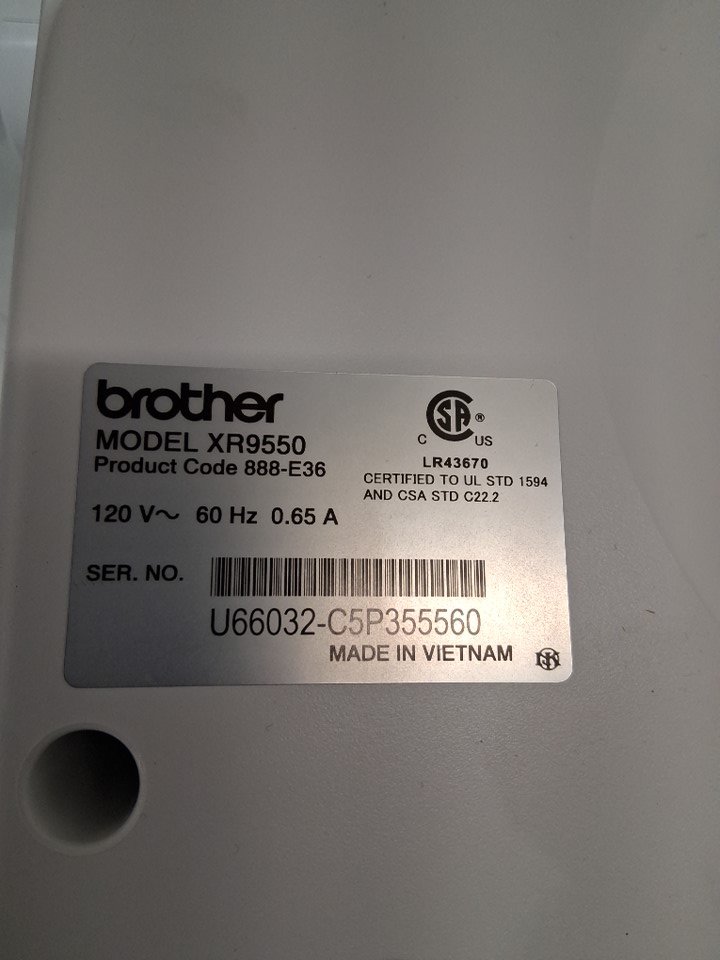 brother
MODEL XR9550
Product Code 888-E36
120 V～ 60 Hz 0.65 A
SA ®
C US
LR43670
CERTIFIED TO UL STD 1594
AND CSA STD C22.2
SER. NO.
U66032-C5P355560
MADE IN VIETNAM